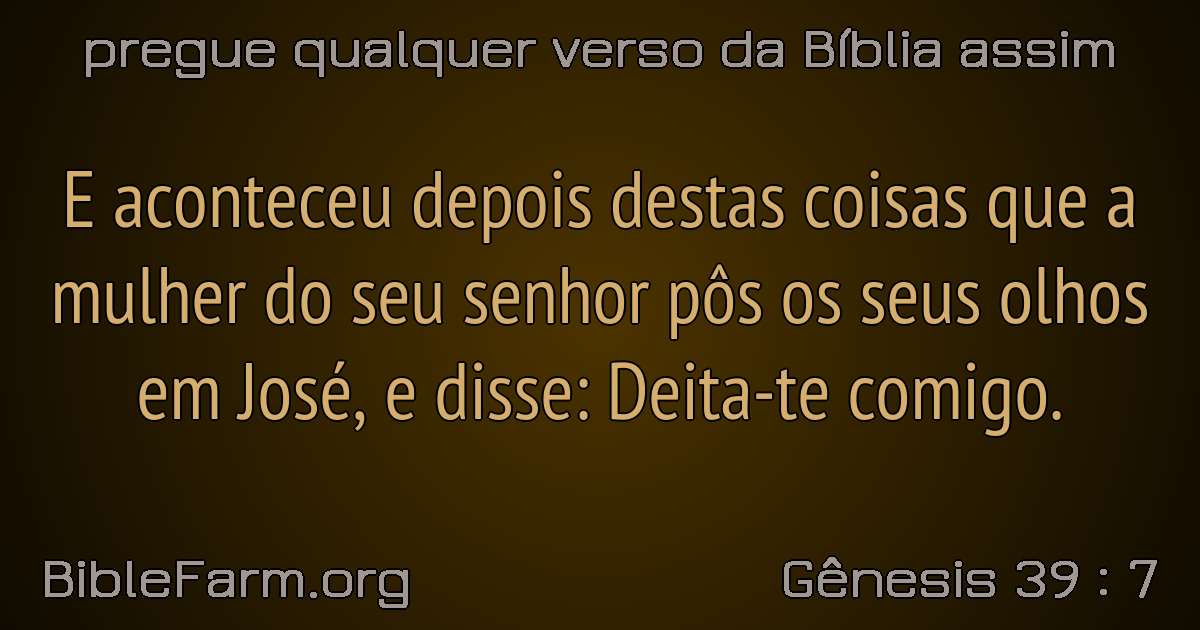 pregue qualquer verso da Bíblia assim
E aconteceu depois destas coisas que a
mulher do seu senhor pôs os seus olhos
em José, e disse: Deita-te comigo.
BibleFarm.org
Gênesis 39 : 7